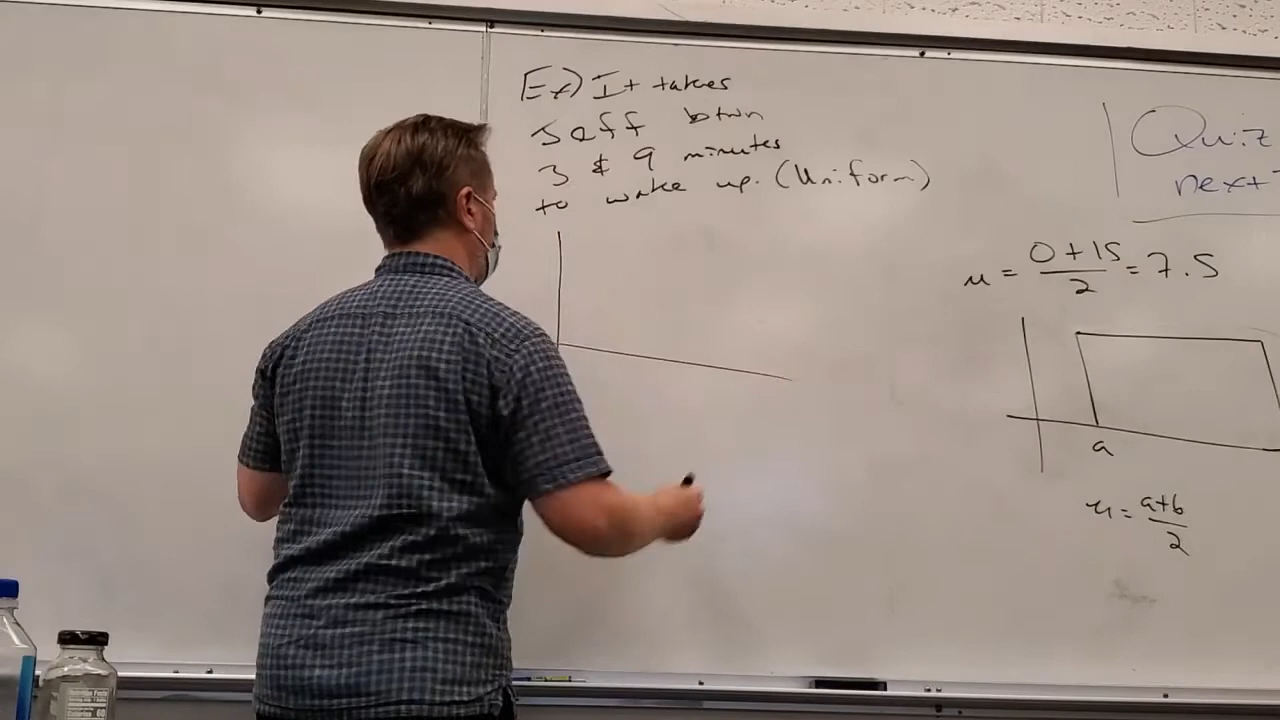 Ex) It takes
Jeff btwn
3 & 9 minutes
to wake up. (Uniform)
Quiz
next
μ = 0+15/2 = 7.5
a
μ = a+b/2